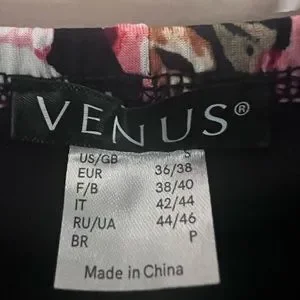 VENUS®
US/GB S
EUR 36/38
F/B 38/40
IT 42/44
RU/UA 44/46
BR P
Made in China